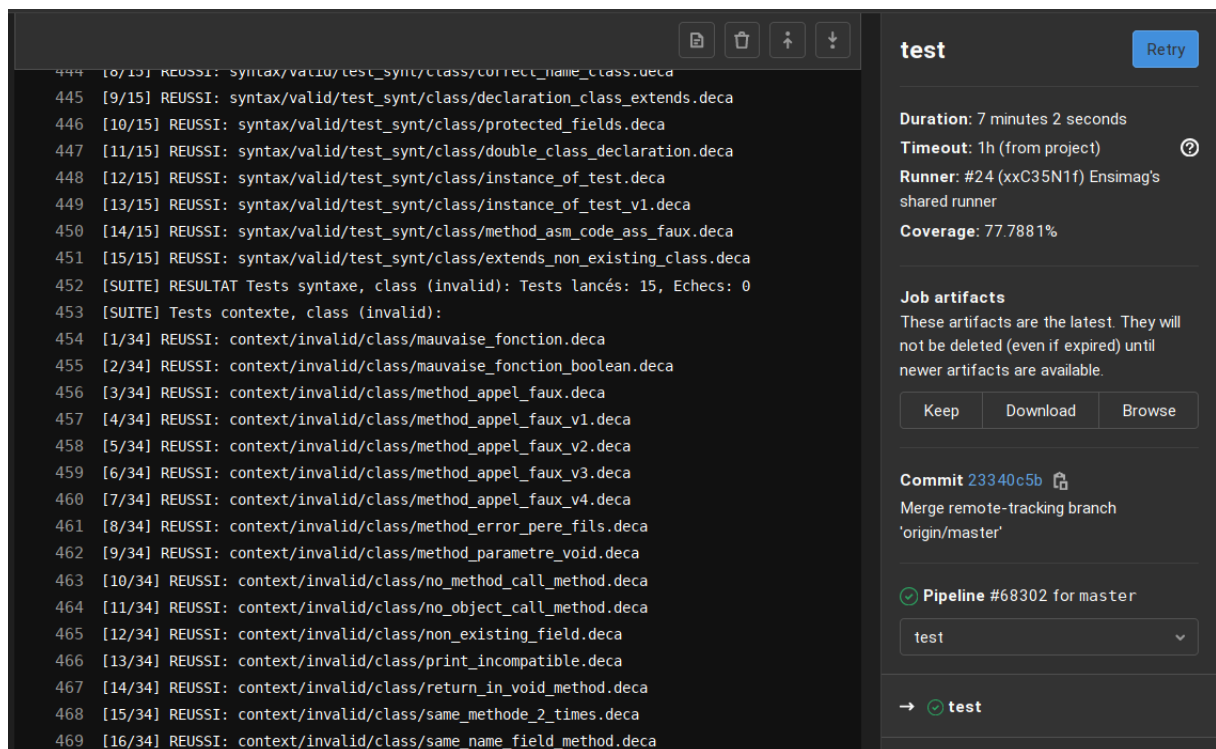 444 [8/15] REUSSI: syntax/valid/test_synt/class/correct_name_class.deca
445 [9/15] REUSSI: syntax/valid/test_synt/class/declaration_class_extends.deca
446 [10/15] REUSSI: syntax/valid/test_synt/class/protected_fields.deca
447 [11/15] REUSSI: syntax/valid/test_synt/class/double_class_declaration.deca
448 [12/15] REUSSI: syntax/valid/test_synt/class/instance_of_test.deca
449 [13/15] REUSSI: syntax/valid/test_synt/class/instance_of_test_v1.deca
450 [14/15] REUSSI: syntax/valid/test_synt/class/method_asm_code_ass_faux.deca
451 [15/15] REUSSI: syntax/valid/test_synt/class/extends_non_existing_class.deca
452 [SUITE] RESULTAT Tests syntaxe, class (invalid): Tests lancés: 15, Echecs: 0
453 [SUITE] Tests contexte, class (invalid):
454 [1/34] REUSSI: context/invalid/class/mauvaise_fonction.deca
455 [2/34] REUSSI: context/invalid/class/mauvaise_fonction_boolean.deca
456 [3/34] REUSSI: context/invalid/class/method_appel_faux.deca
457 [4/34] REUSSI: context/invalid/class/method_appel_faux_v1.deca
458 [5/34] REUSSI: context/invalid/class/method_appel_faux_v2.deca
459 [6/34] REUSSI: context/invalid/class/method_appel_faux_v3.deca
460 [7/34] REUSSI: context/invalid/class/method_appel_faux_v4.deca
461 [8/34] REUSSI: context/invalid/class/method_error_pere_fils.deca
462 [9/34] REUSSI: context/invalid/class/method_parametre_void.deca
463 [10/34] REUSSI: context/invalid/class/no_method_call_method.deca
464 [11/34] REUSSI: context/invalid/class/no_object_call_method.deca
465 [12/34] REUSSI: context/invalid/class/non_existing_field.deca
466 [13/34] REUSSI: context/invalid/class/print_incompatible.deca
467 [14/34] REUSSI: context/invalid/class/return_in_void_method.deca
468 [15/34] REUSSI: context/invalid/class/same_methode_2_times.deca
469 [16/34] REUSSI: context/invalid/class/same_name_field_method.deca
test
Retry
Duration: 7 minutes 2 seconds
Timeout: 1h (from project)
Runner: #24 (xxC35N1f) Ensimag's
shared runner
Coverage: 77.7881%
Job artifacts
These artifacts are the latest. They will
not be deleted (even if expired) until
newer artifacts are available.
Keep Download Browse
Commit 23340c5b
Merge remote-tracking branch
'origin/master'
Pipeline #68302 for master
test
→ test